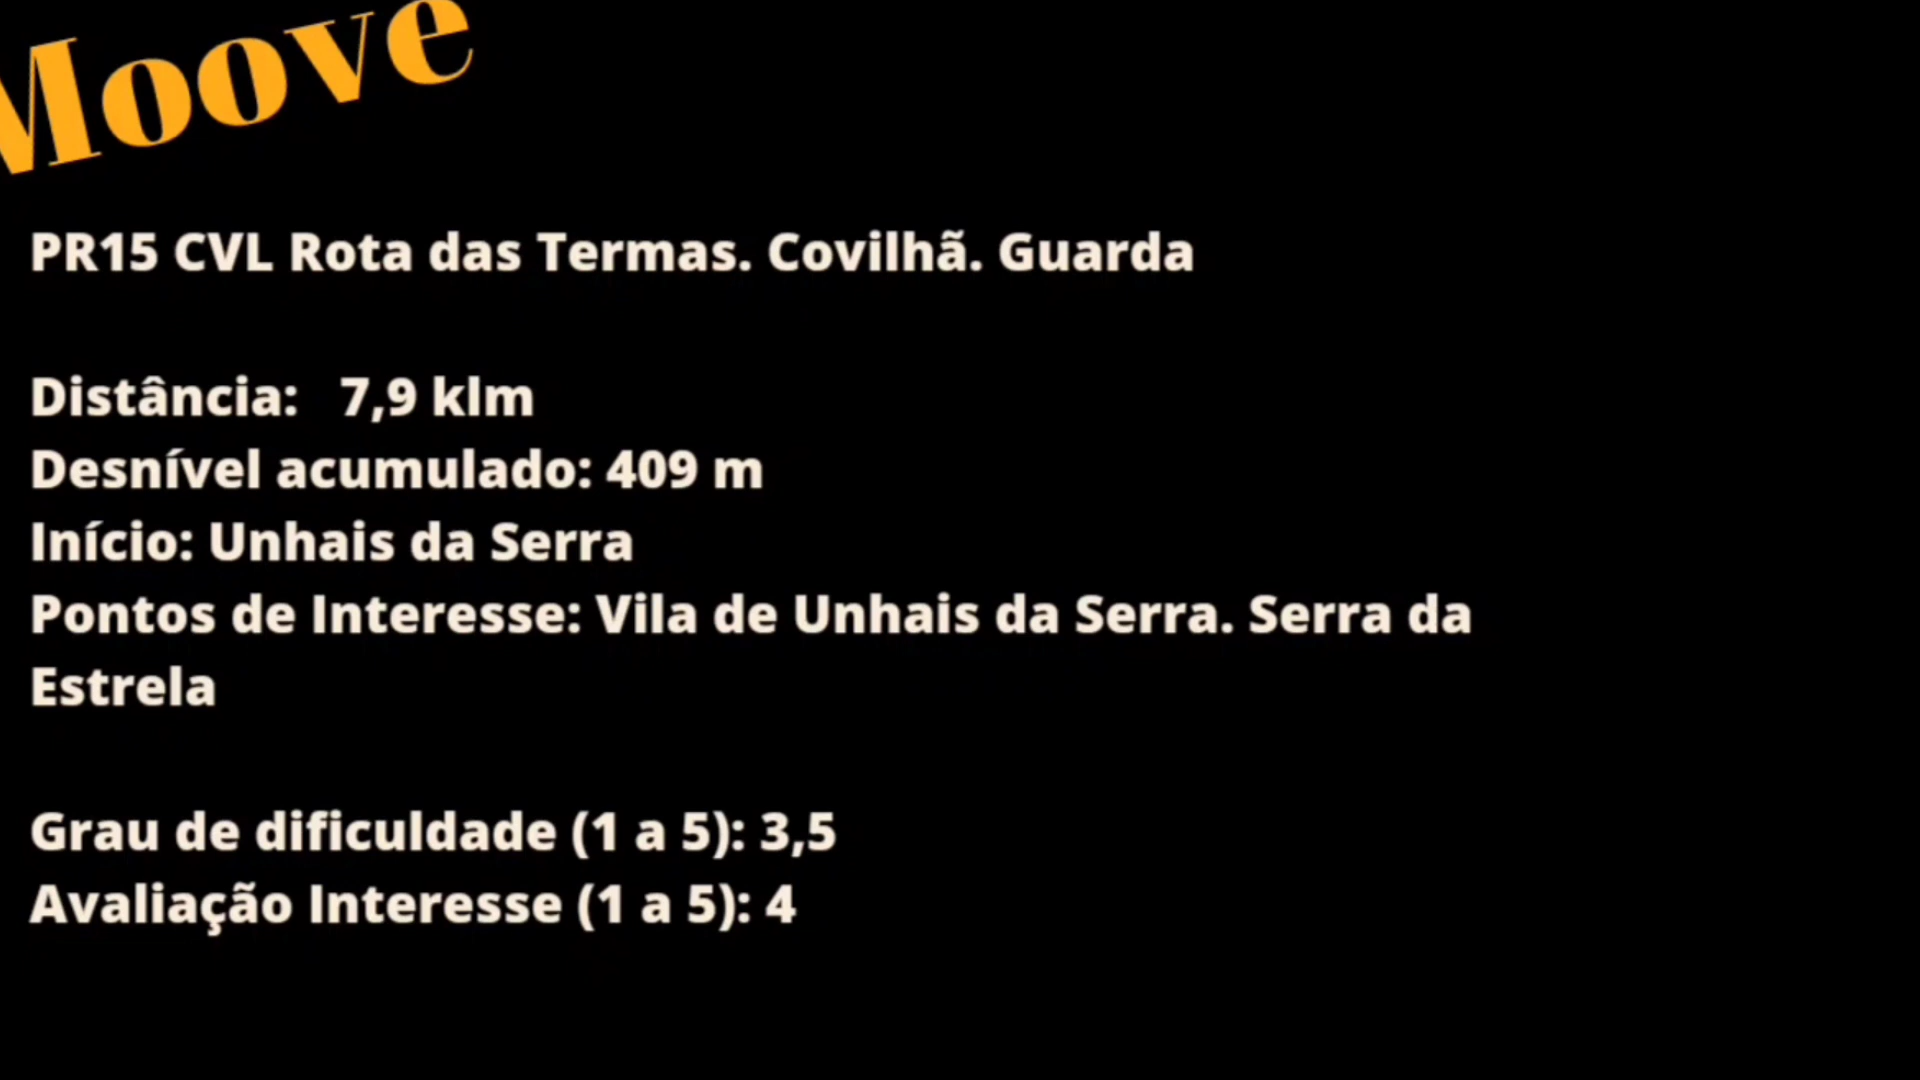 Moove
PR15 CVL Rota das Termas. Covilhã. Guarda
Distância: 7,9 klm
Desnível acumulado: 409 m
Início: Unhais da Serra
Pontos de Interesse: Vila de Unhais da Serra. Serra da
Estrela
Grau de dificuldade (1 a 5): 3,5
Avaliação Interesse (1 a 5): 4